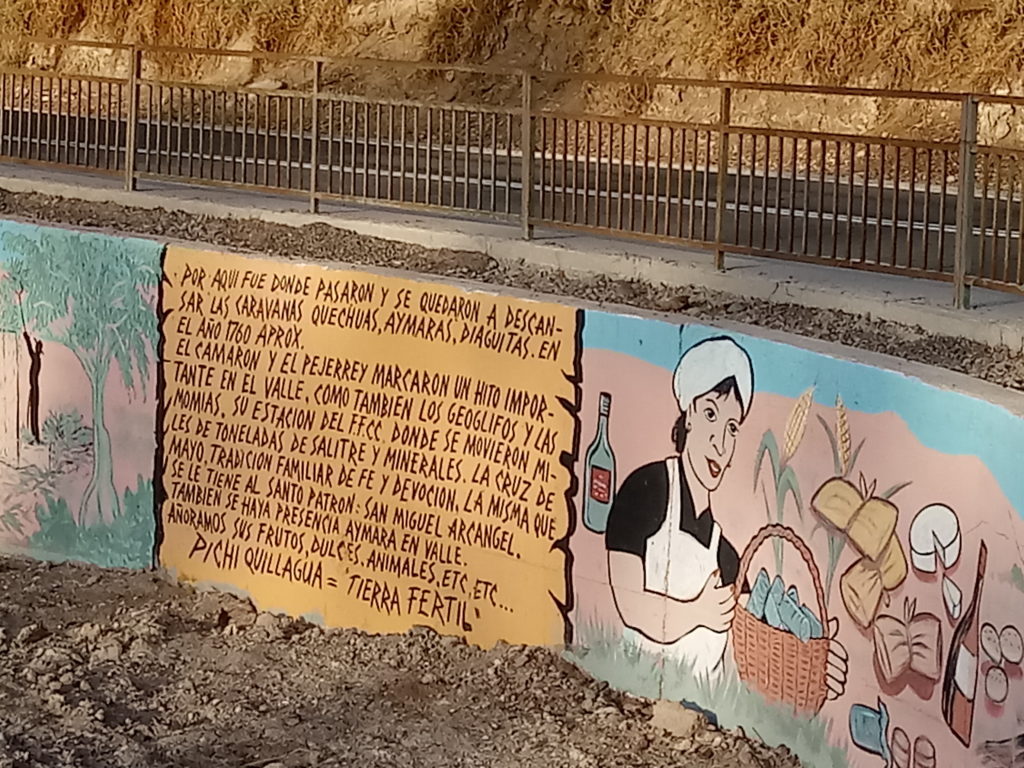 POR AQUI FUE DONDE PASARON Y SE QUEDARON A DESCAN-
SAR LAS CARAVANAS QUECHUAS, AYMARAS, DIAGUITAS. EN
EL AÑO 1760 APROX.
EL CAMARON Y EL PEJERREY MARCARON UN HITO IMPOR-
TANTE EN EL VALLE, COMO TAMBIEN LOS GEOGLIFOS Y LAS
MOMIAS, SU ESTACION DEL FF.CC. DONDE SE MOVIERON MI-
LES DE TONELADAS DE SALITRE Y MINERALES. LA CRUZ DE
MAYO, TRADICION FAMILIAR DE FE Y DEVOCION, LA MISMA QUE
SE LE TIENE AL SANTO PATRON: SAN MIGUEL ARCANGEL.
TAMBIEN SE HAYA PRESENCIA AYMARA EN VALLE.
AÑORAMOS SUS FRUTOS, DULCES, ANIMALES, ETC, ETC...
PICHI QUILLAGUA = "TIERRA FERTIL"